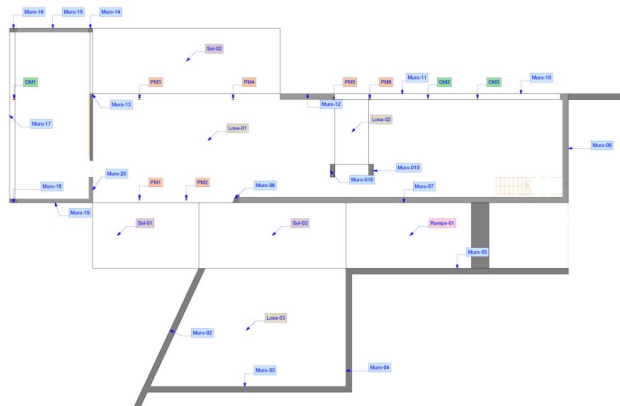 Muro-16
Muro-15
Muro-14
Sol-02
OM1
PM3
PM4
PM5
PM6
Muro-11
OM2
OM3
Muro-10
Muro-13
Muro-12
Muro-17
Losa-01
Losa-02
Muro-08
Muro-20
Muro-010
Muro-010
Muro-18
PM1
PM2
Muro-06
Muro-07
Muro-19
Sol-01
Sol-03
Rampa-01
Muro-05
Losa-03
Muro-02
Muro-03
Muro-04